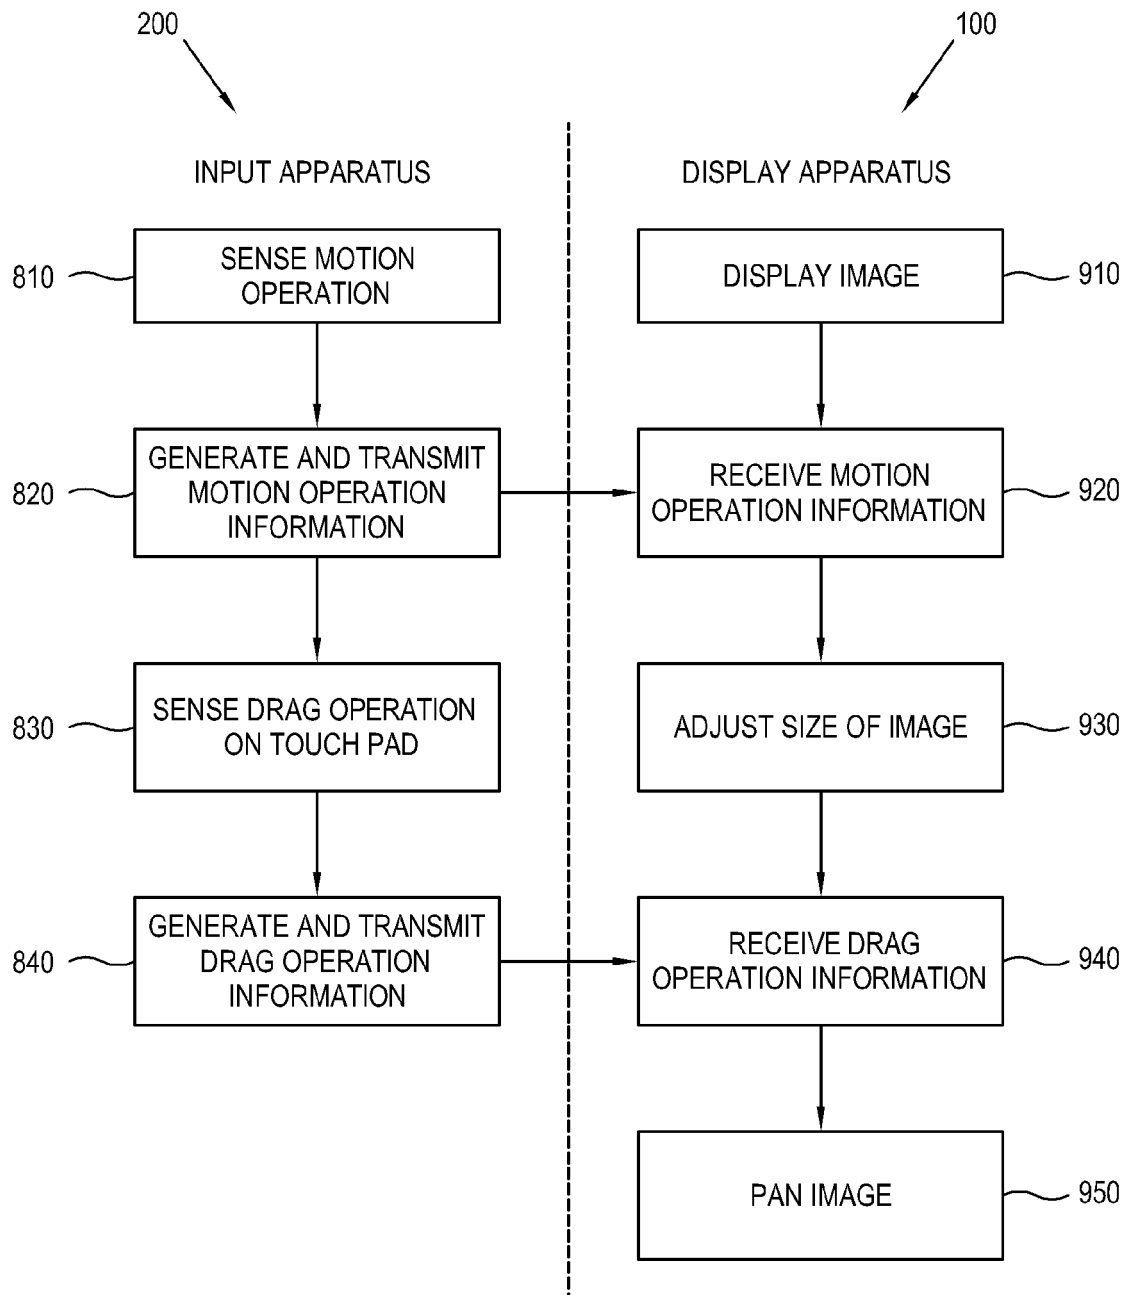 200
100
INPUT APPARATUS
DISPLAY APPARATUS
810
SENSE MOTION
OPERATION
DISPLAY IMAGE
910
820
GENERATE AND TRANSMIT
MOTION OPERATION
INFORMATION
RECEIVE MOTION
OPERATION INFORMATION
920
830
SENSE DRAG OPERATION
ON TOUCH PAD
ADJUST SIZE OF IMAGE
930
840
GENERATE AND TRANSMIT
DRAG OPERATION
INFORMATION
RECEIVE DRAG
OPERATION INFORMATION
940
PAN IMAGE
950